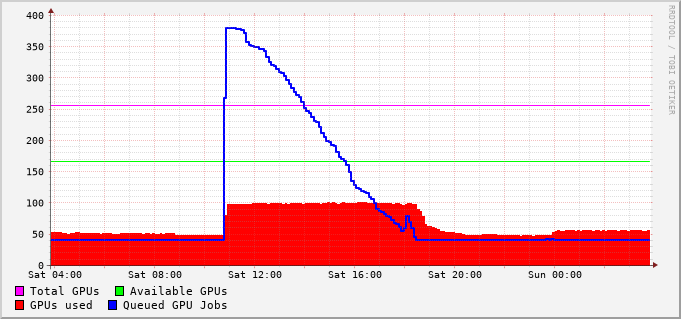 400
350
300
250
200
150
100
50
0
Sat 04:00 Sat 08:00 Sat 12:00 Sat 16:00 Sat 20:00 Sun 00:00
Total GPUs Available GPUs
GPUs used Queued GPU Jobs
RRDTOOL / TOBI OETIKER